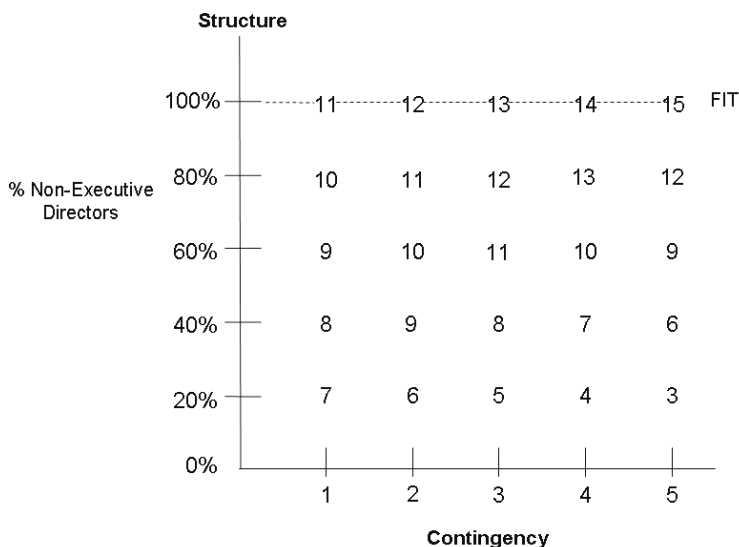 Structure
100% 11 12 13 14 15 FIT
80% 10 11 12 13 12
% Non-Executive
Directors
60% 9 10 11 10 9
40% 8 9 8 7 6
20% 7 6 5 4 3
0%
1 2 3 4 5
Contingency